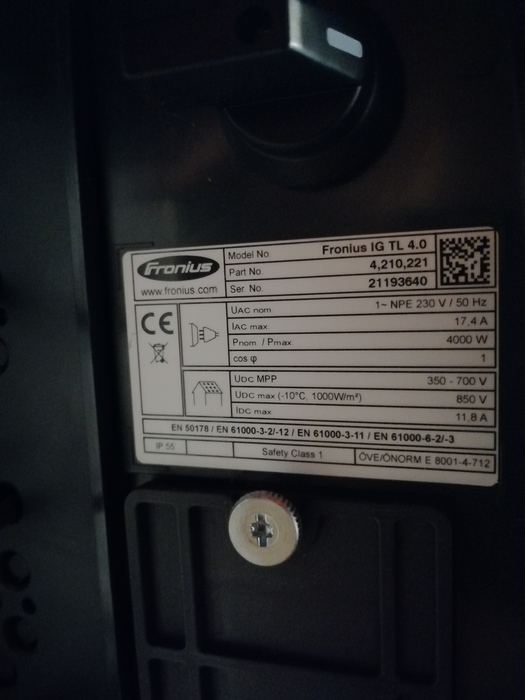 Fronius
www.fronius.com
Model No Fronius IG TL 4.0
Part No 4,210,221
Ser. No. 21193640
CE
UAC nom 1~ NPE 230 V / 50 Hz
IAC max 17,4 A
Pnom. / Pmax 4000 W
cos φ 1
UDC MPP 350 - 700 V
UDC max (-10°C, 1000W/m²) 850 V
IDC max 11,8 A
EN 50178 / EN 61000-3-2/-12 / EN 61000-3-11 / EN 61000-6-2/-3
IP 55 Safety Class 1 ÖVE/ÖNORM E 8001-4-712